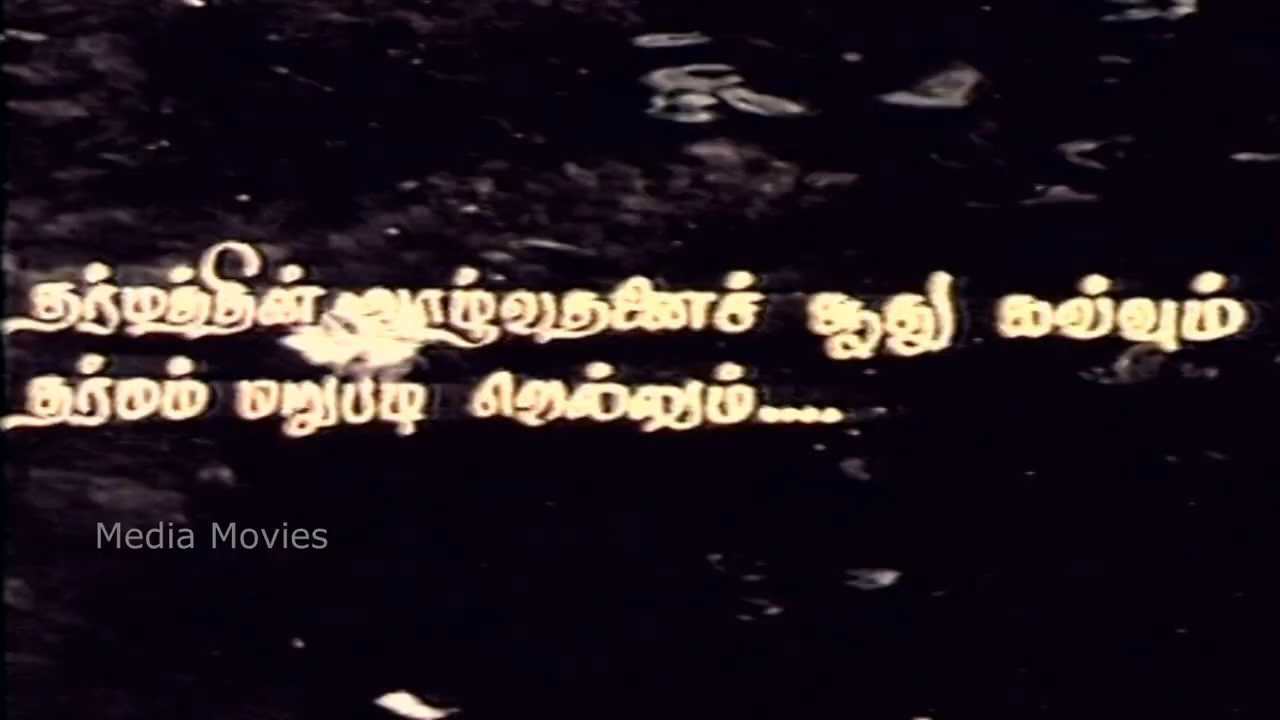 தர்மத்தின் வாழ்வுதனைச் சூது கவ்வும்
தர்மம் மறுபடி வெல்லும்....
Media Movies